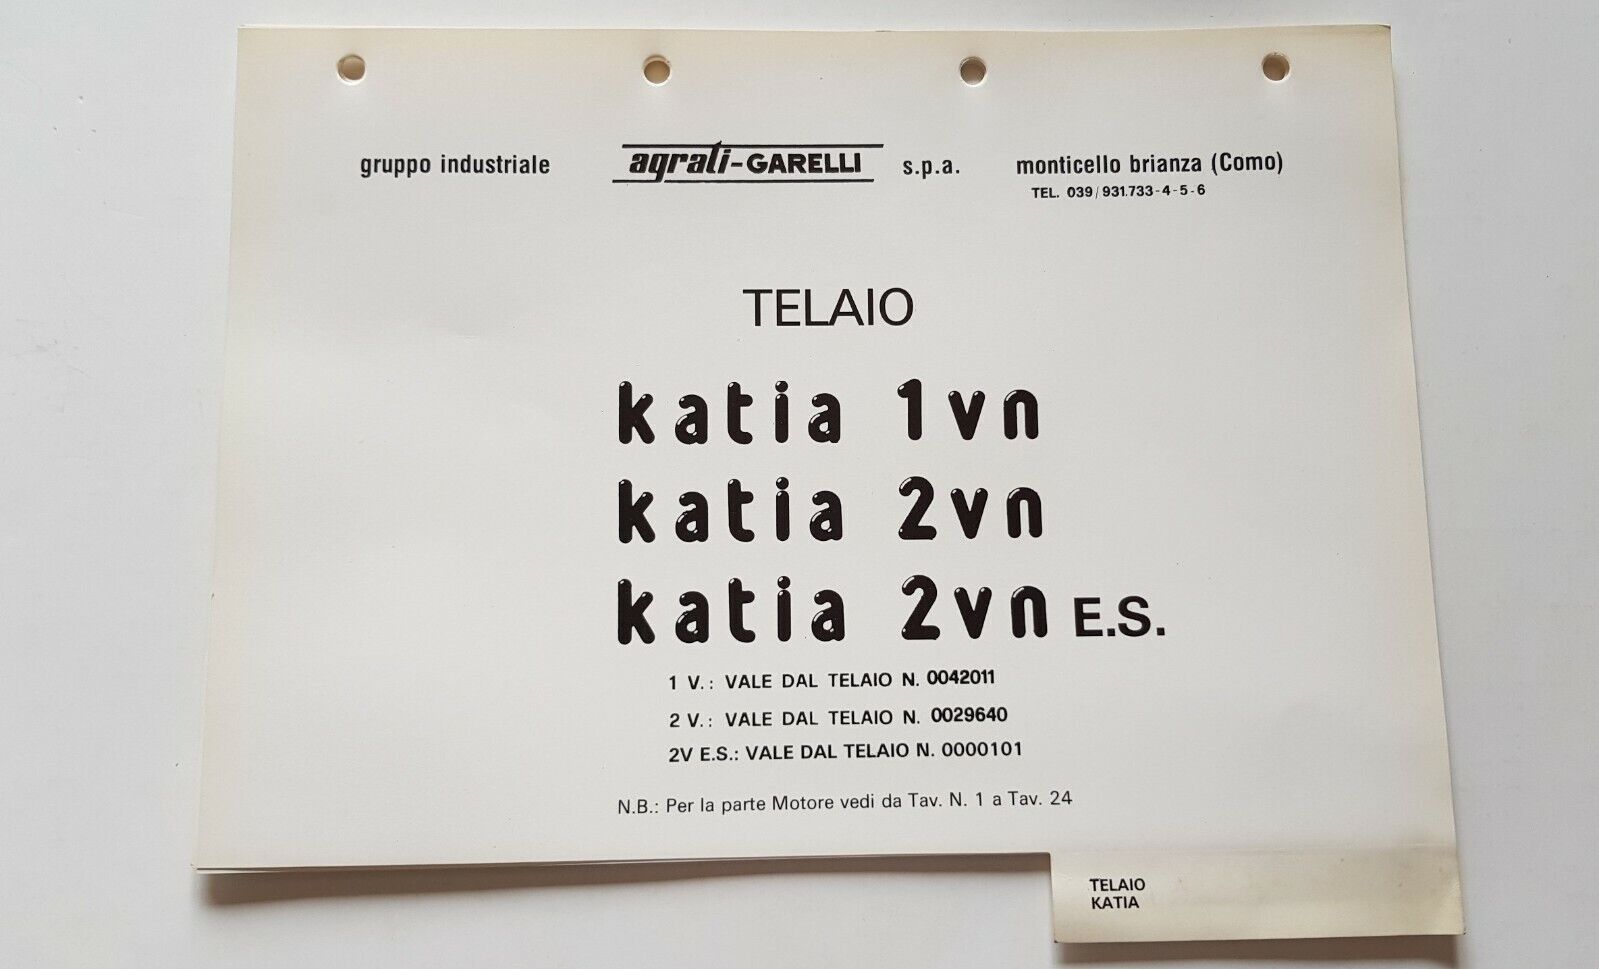 gruppo industriale agrati-GARELLI s.p.a. monticello brianza (Como)
TEL. 039/931.733-4-5-6
TELAIO
katia 1vn
katia 2vn
katia 2vn E.S.
1 V.: VALE DAL TELAIO N. 0042011
2 V.: VALE DAL TELAIO N. 0029640
2V E.S.: VALE DAL TELAIO N. 0000101
N.B.: Per la parte Motore vedi da Tav. N. 1 a Tav. 24
TELAIO
KATIA